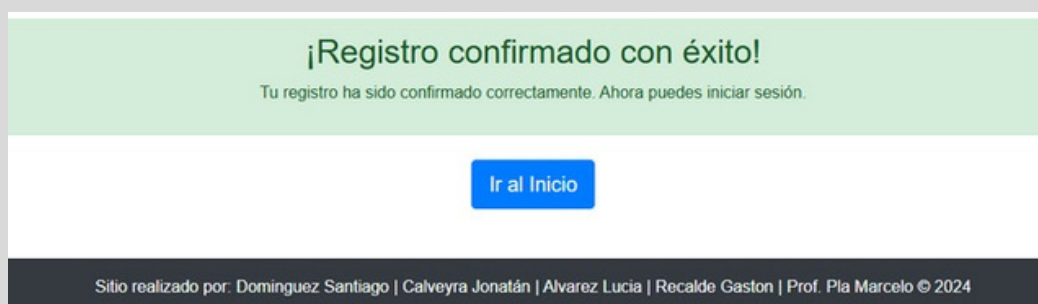 ¡Registro confirmado con éxito!
Tu registro ha sido confirmado correctamente. Ahora puedes iniciar sesión.
Ir al Inicio
Sitio realizado por: Dominguez Santiago | Calveyra Jonatán | Alvarez Lucia | Recalde Gaston | Prof. Pla Marcelo © 2024